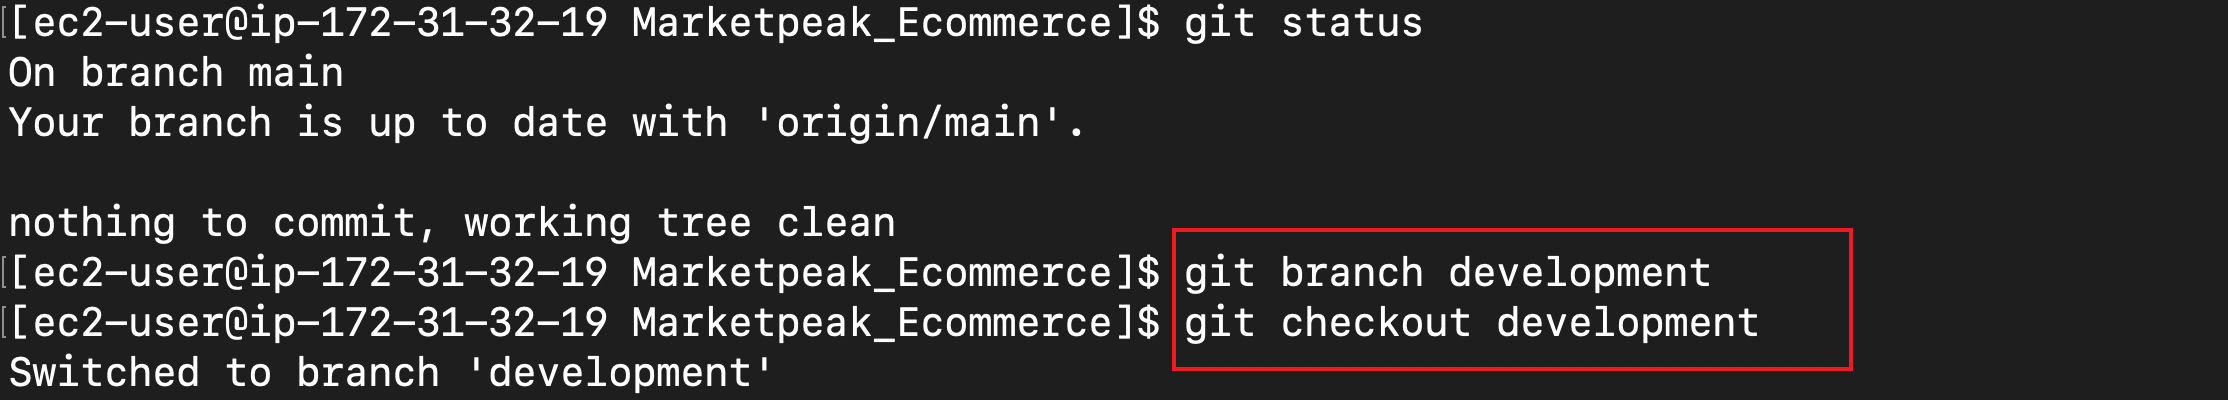 [[ec2-user@ip-172-31-32-19 Marketpeak_Ecommerce]$ git status
On branch main
Your branch is up to date with 'origin/main'.
nothing to commit, working tree clean
[[ec2-user@ip-172-31-32-19 Marketpeak_Ecommerce]$ git branch development
[[ec2-user@ip-172-31-32-19 Marketpeak_Ecommerce]$ git checkout development
Switched to branch 'development'